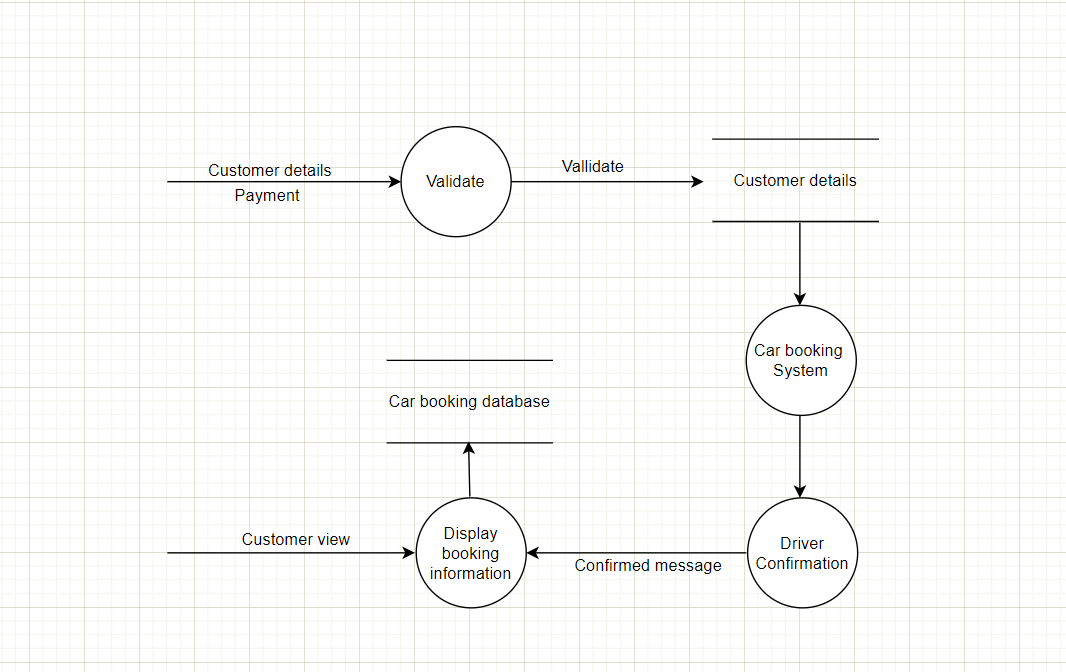 Customer details
Payment
Validate
Vallidate
Customer details
Car booking
System
Car booking database
Customer view
Display
booking
information
Confirmed message
Driver
Confirmation